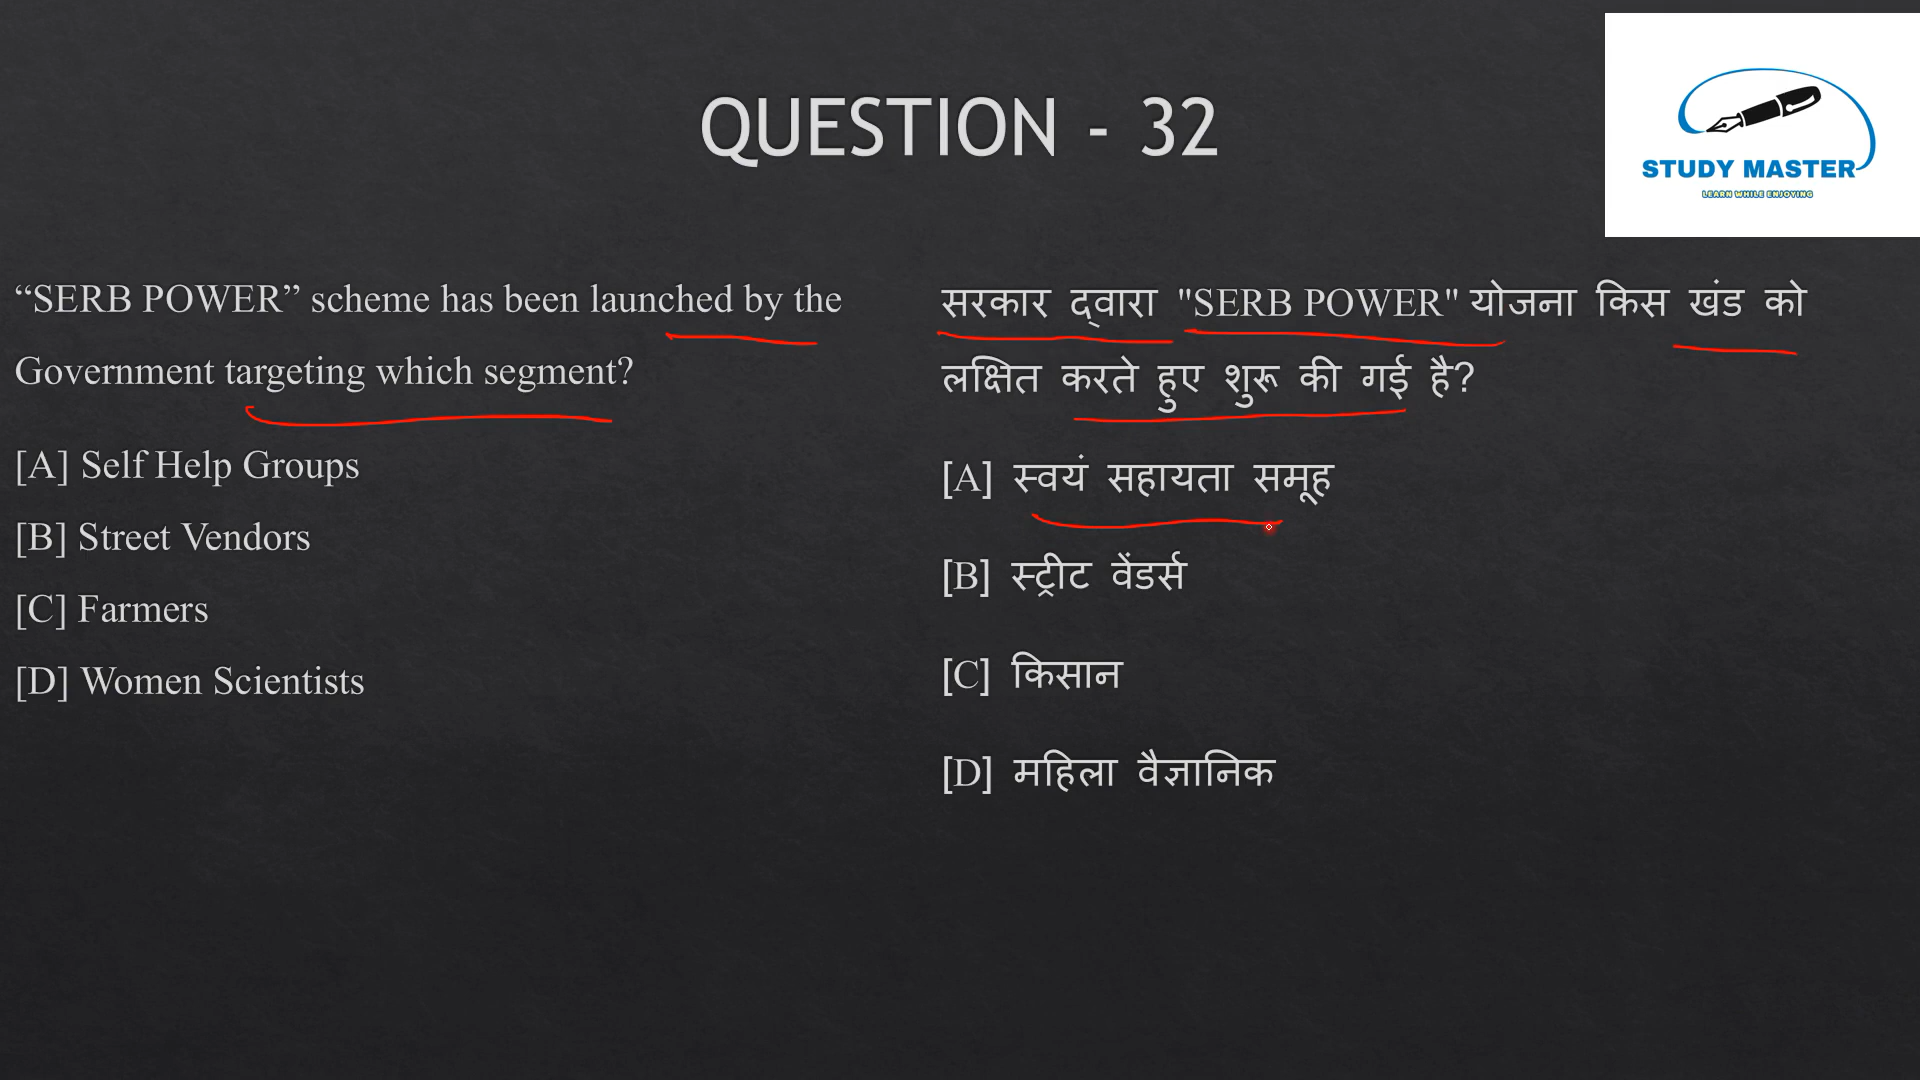 QUESTION - 32
STUDY MASTER
LEARN WHILE ENJOYING
“SERB POWER” scheme has been launched by the
Government targeting which segment?
[A] Self Help Groups
[B] Street Vendors
[C] Farmers
[D] Women Scientists
सरकार द्वारा "SERB POWER" योजना किस खंड को
लक्षित करते हुए शुरू की गई है?
[A] स्वयं सहायता समूह
[B] स्ट्रीट वेंडर्स
[C] किसान
[D] महिला वैज्ञानिक